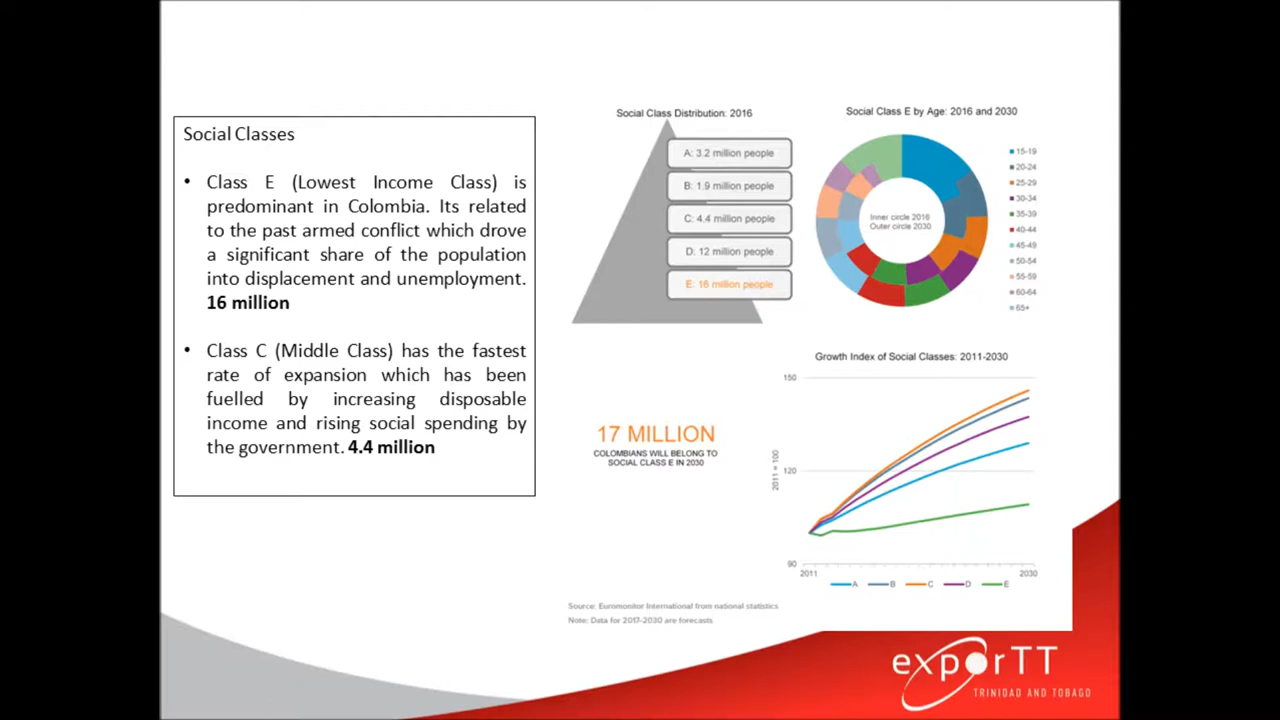 Social Classes
• Class E (Lowest Income Class) is
predominant in Colombia. Its related
to the past armed conflict which drove
a significant share of the population
into displacement and unemployment.
16 million
• Class C (Middle Class) has the fastest
rate of expansion which has been
fuelled by increasing disposable
income and rising social spending by
the government. 4.4 million
Social Class Distribution: 2016
A: 3.2 million people
B: 1.9 million people
C: 4.4 million people
D: 12 million people
E: 16 million people
Social Class E by Age: 2016 and 2030
Inner circle 2016
Outer circle 2030
15-19
20-24
25-29
30-34
35-39
40-44
45-49
50-54
55-59
60-64
65+
17 MILLION
COLOMBIANS WILL BELONG TO
SOCIAL CLASS E IN 2030
Growth Index of Social Classes: 2011-2030
150
120
90
2011 = 100
2011 2030
A B C D E
Source: Euromonitor International from national statistics
Note: Data for 2017-2030 are forecasts
exporTT
TRINIDAD AND TOBAGO